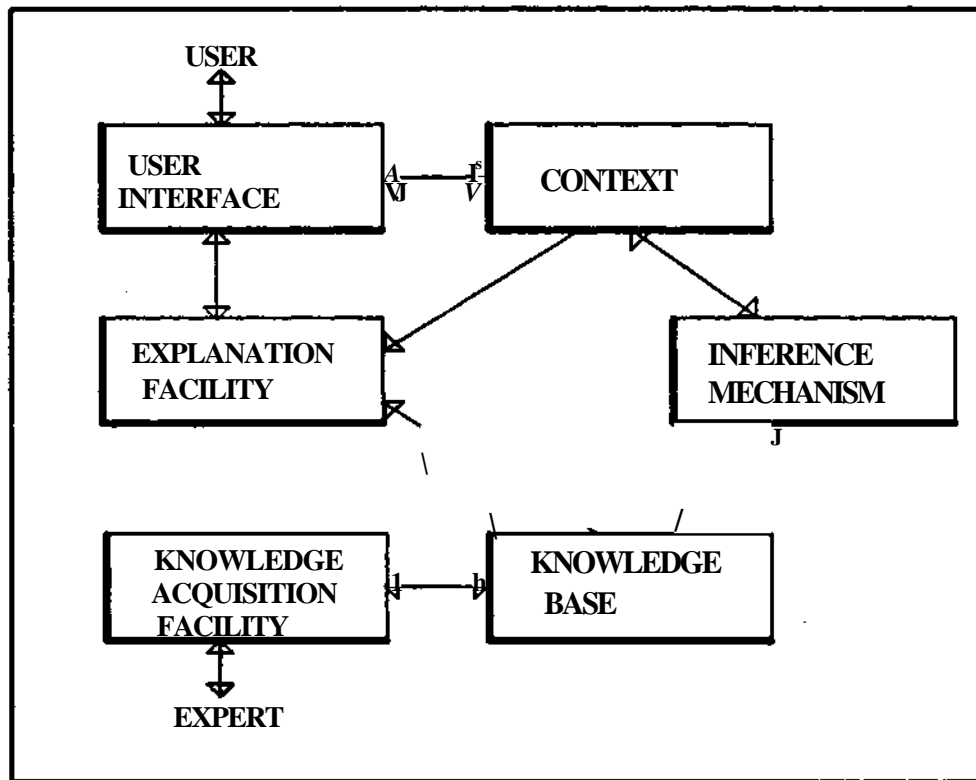 USER
USER
INTERFACE
CONTEXT
EXPLANATION
FACILITY
INFERENCE
MECHANISM
KNOWLEDGE
ACQUISITION
FACILITY
KNOWLEDGE
BASE
EXPERT